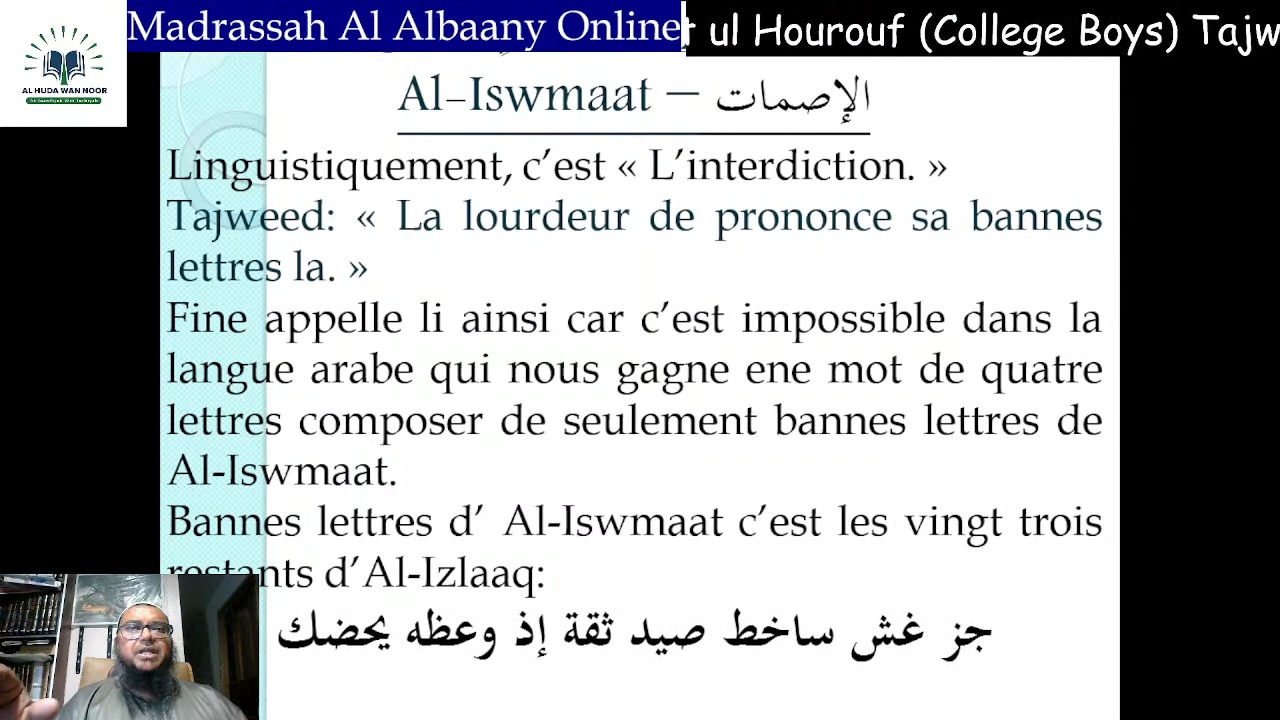 Madrassah Al Albaany Online
ul Hourouf (College Boys) Tajw
AL HUDA WAN NOOR
Al-Iswmaat – الإصمات
Linguistiquement, c’est « L’interdiction. »
Tajweed: « La lourdeur de prononce sa bannes
lettres la. »
Fine appelle li ainsi car c’est impossible dans la
langue arabe qui nous gagne ene mot de quatre
lettres composer de seulement bannes lettres de
Al-Iswmaat.
Bannes lettres d’ Al-Iswmaat c’est les vingt trois
restants d’Al-Izlaaq:
جز غش ساخط صيد ثقة إذ وعظه يحضك